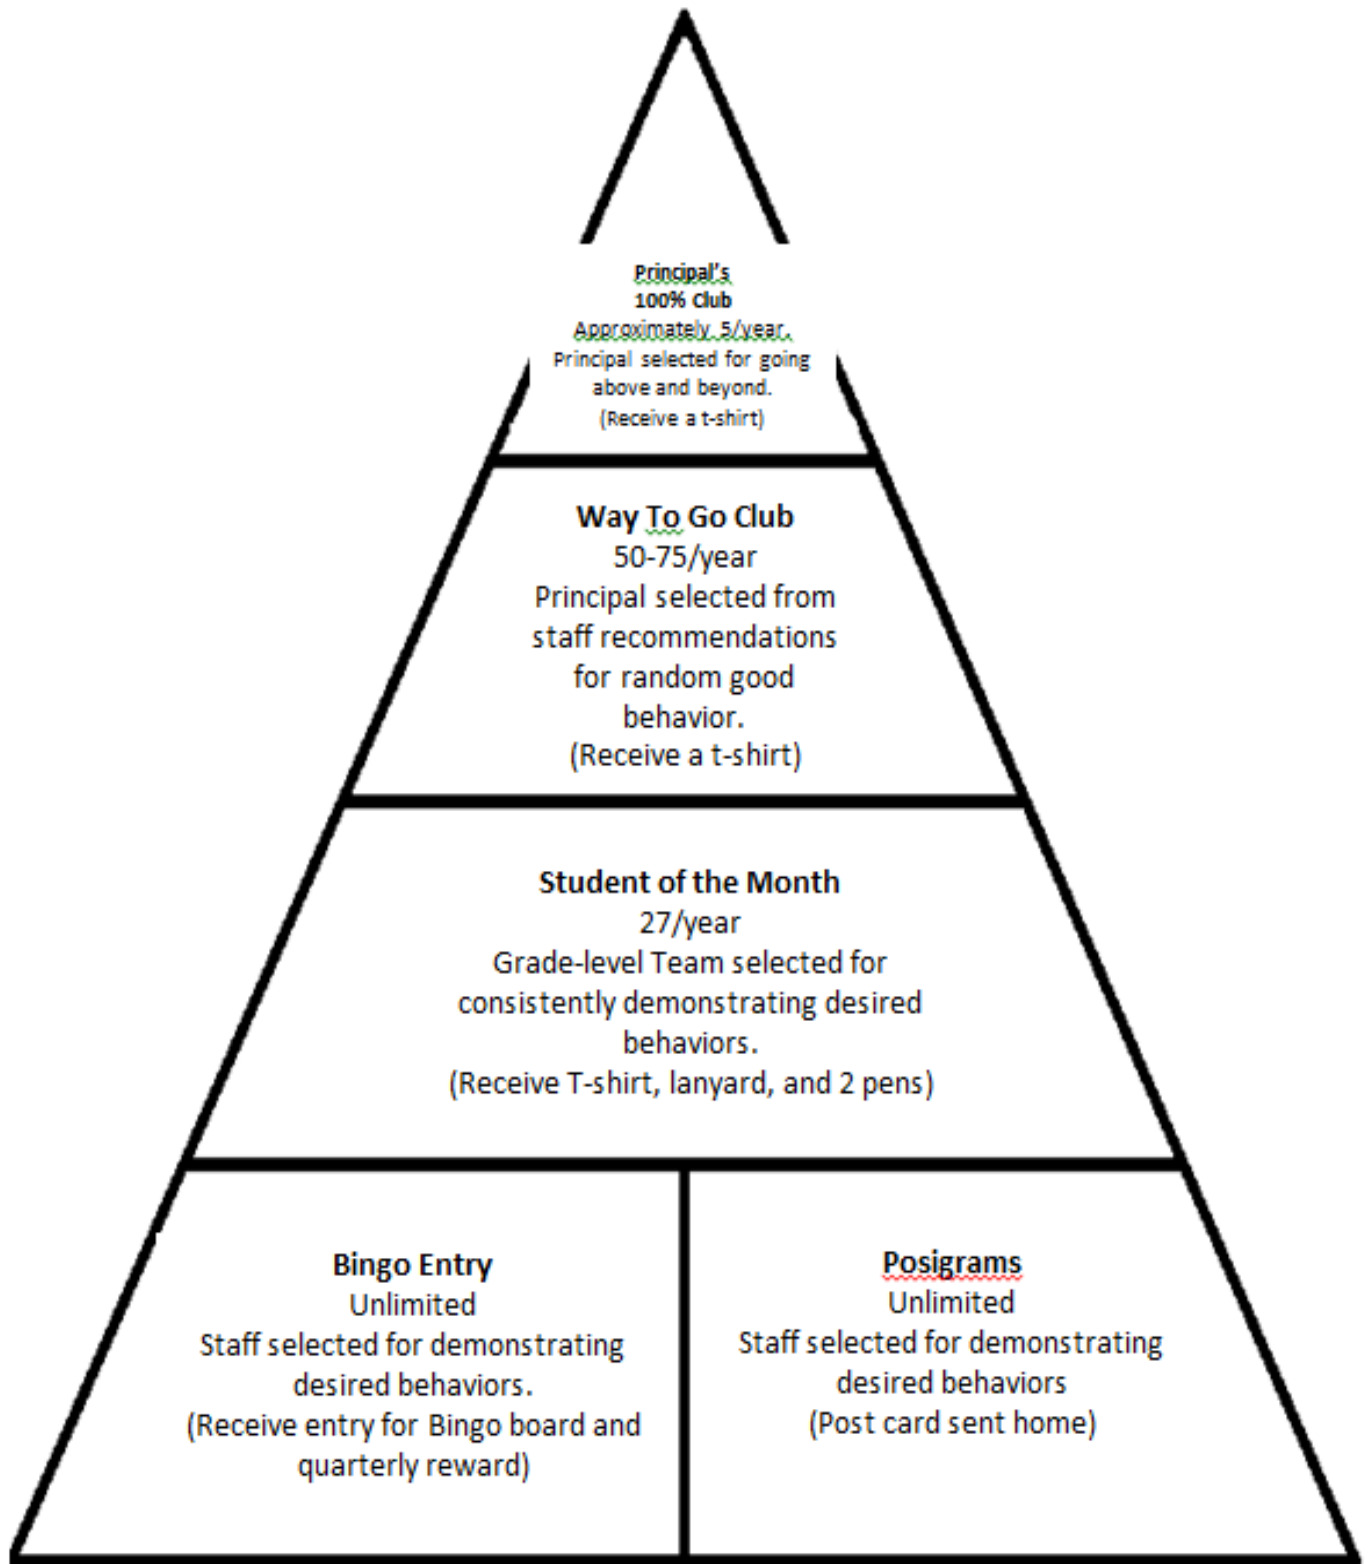 Principal's
100% Club
Approximately 5/year.
Principal selected for going
above and beyond.
(Receive a t-shirt)
Way To Go Club
50-75/year
Principal selected from
staff recommendations
for random good
behavior.
(Receive a t-shirt)
Student of the Month
27/year
Grade-level Team selected for
consistently demonstrating desired
behaviors.
(Receive T-shirt, lanyard, and 2 pens)
Bingo Entry
Unlimited
Staff selected for demonstrating
desired behaviors.
(Receive entry for Bingo board and
quarterly reward)
Posigrams
Unlimited
Staff selected for demonstrating
desired behaviors
(Post card sent home)